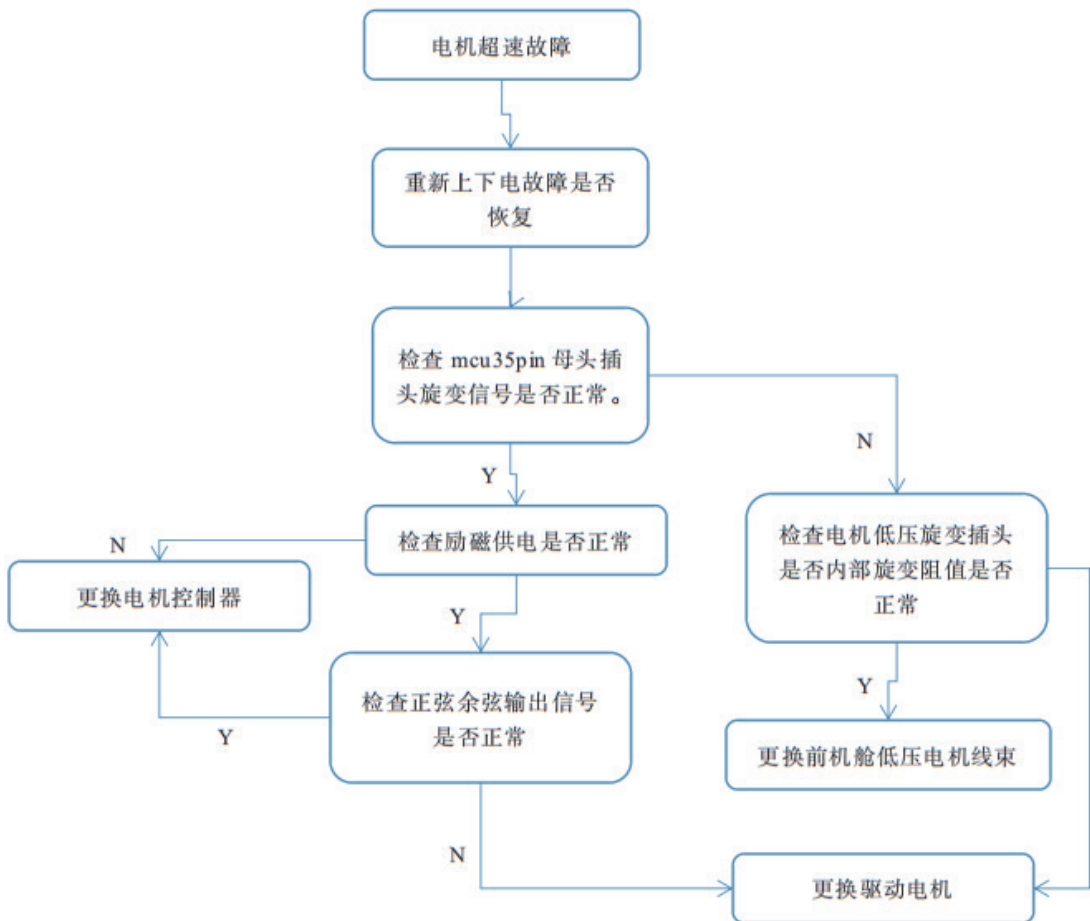 电机超速故障
重新上下电故障是否
恢复
检查 mcu35pin 母头插
头旋变信号是否正常。
N
Y
检查励磁供电是否正常
N
检查电机低压旋变插头
是否内部旋变阻值是否
正常
更换电机控制器
Y
检查正弦余弦输出信号
是否正常
Y
Y
更换前机舱低压电机线束
N
更换驱动电机